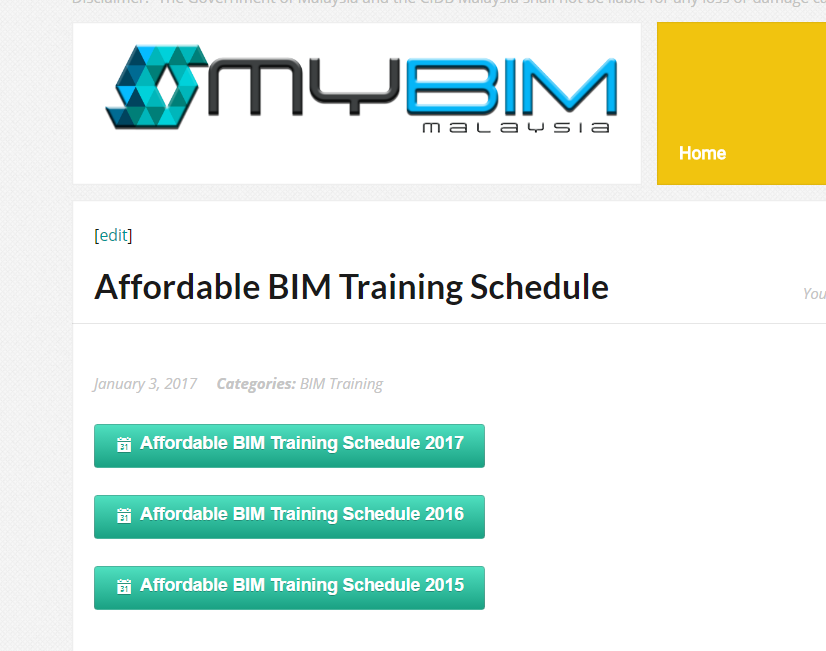 Disclaimer: "The Government of Malaysia and the CIDB Malaysia shall not be liable for any loss or damage ca
MYBIM
malaysia
Home
[edit]
Affordable BIM Training Schedule
You
January 3, 2017 Categories: BIM Training
Affordable BIM Training Schedule 2017
Affordable BIM Training Schedule 2016
Affordable BIM Training Schedule 2015